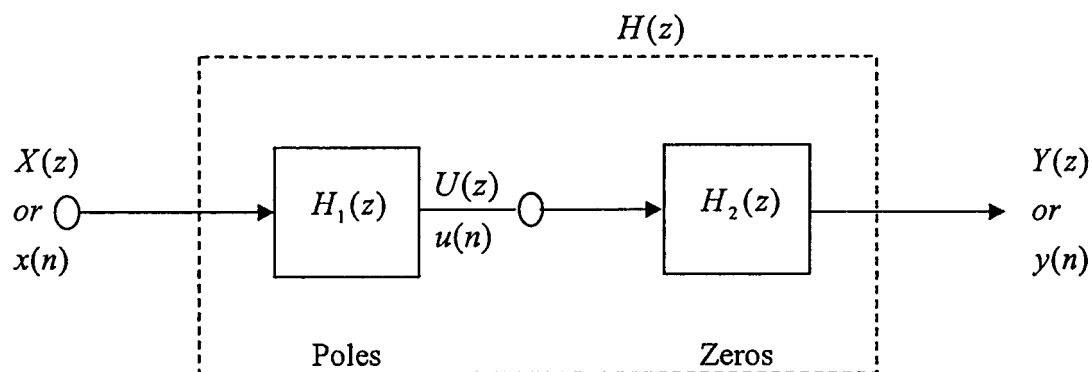 H(z)
X(z)
or
x(n)
H₁(z)
U(z)
u(n)
H₂(z)
Y(z)
or
y(n)
Poles
Zeros